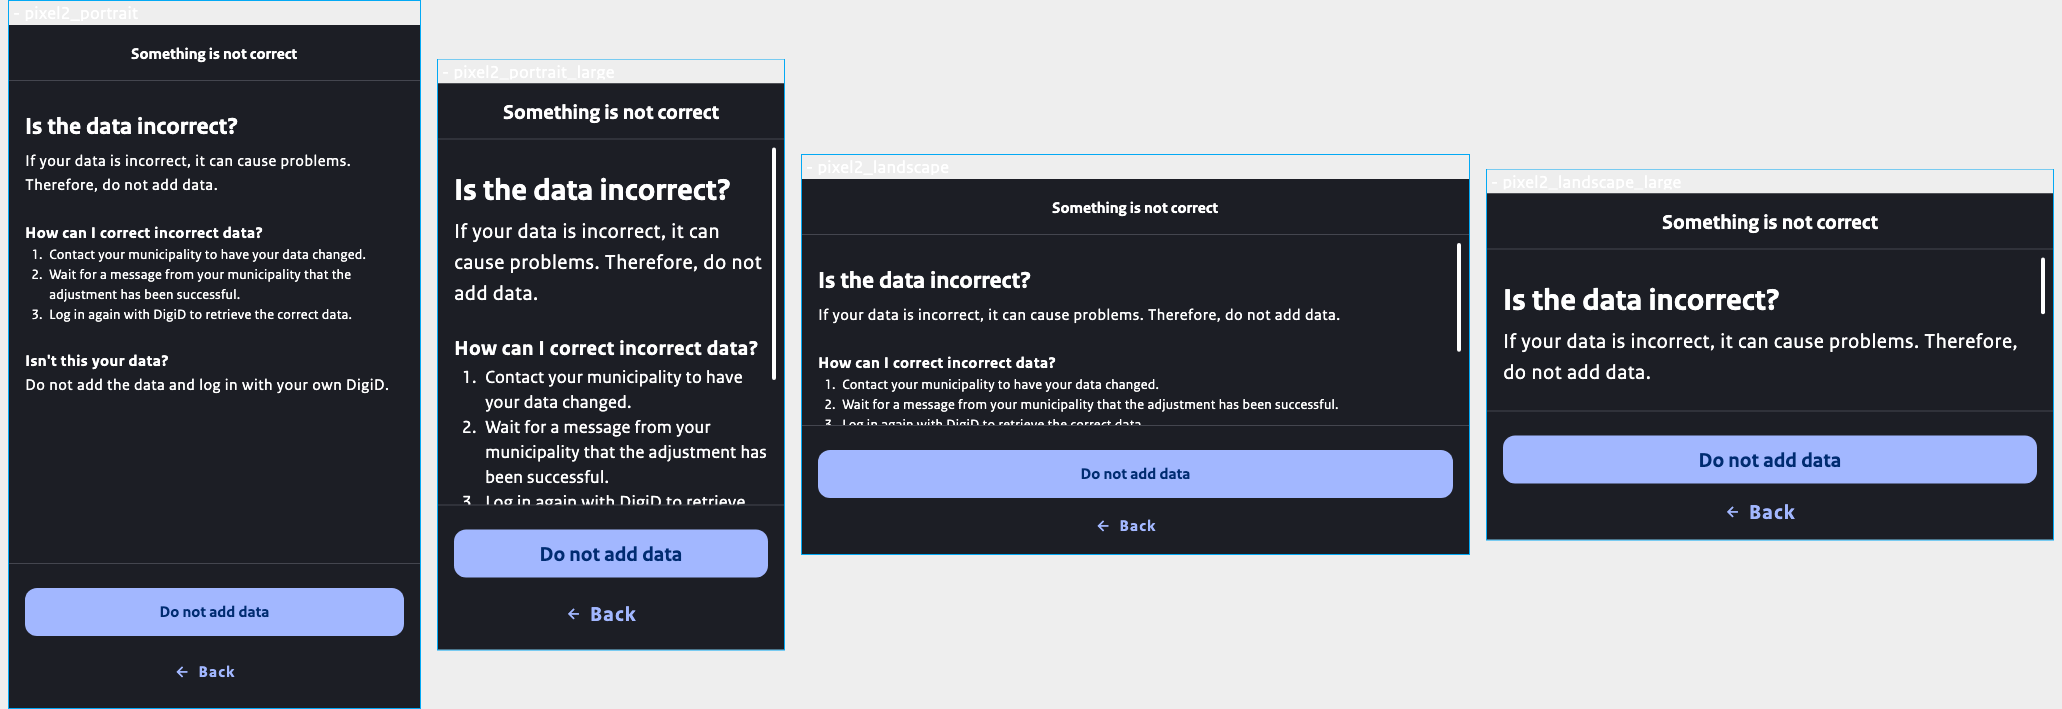 - pixel2_portrait
Something is not correct
Is the data incorrect?
If your data is incorrect, it can cause problems.
Therefore, do not add data.
How can I correct incorrect data?
1. Contact your municipality to have your data changed.
2. Wait for a message from your municipality that the
adjustment has been successful.
3. Log in again with DigiD to retrieve the correct data.
Isn't this your data?
Do not add the data and log in with your own DigiD.
Do not add data
← Back
- pixel2_portrait_large
Something is not correct
Is the data incorrect?
If your data is incorrect, it can
cause problems. Therefore, do not
add data.
How can I correct incorrect data?
1. Contact your municipality to have
your data changed.
2. Wait for a message from your
municipality that the adjustment has
been successful.
3. Log in again with DigiD to retrieve
Do not add data
← Back
- pixel2_landscape
Something is not correct
Is the data incorrect?
If your data is incorrect, it can cause problems. Therefore, do not add data.
How can I correct incorrect data?
1. Contact your municipality to have your data changed.
2. Wait for a message from your municipality that the adjustment has been successful.
3. Log in again with DigiD to retrieve the correct data.
Do not add data
← Back
- pixel2_landscape_large
Something is not correct
Is the data incorrect?
If your data is incorrect, it can cause problems. Therefore,
do not add data.
Do not add data
← Back